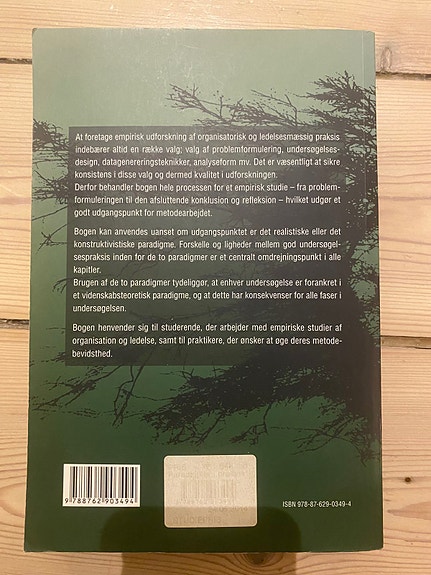 At foretage empirisk udforskning af organisatorisk og ledelsesmæssig praksis
indebærer altid en række valg; valg af problemformulering, undersøgelses-
design, datagenereringsteknikker, analyseform mv. Det er væsentligt at sikre
konsistens i disse valg og dermed kvalitet i udforskningen.
Derfor behandler bogen hele processen for et empirisk studie – fra problem-
formuleringen til den afsluttende konklusion og refleksion – hvilket udgør et
godt udgangspunkt for metodearbejdet.
Bogen kan anvendes uanset om udgangspunktet er det realistiske eller det
konstruktivistiske paradigme. Forskelle og ligheder mellem god undersøgel-
sespraksis inden for de to paradigmer er et centralt omdrejningspunkt i alle
kapitler.
Brugen af de to paradigmer tydeliggør, at enhver undersøgelse er forankret i
et videnskabsteoretisk paradigme, og at dette har konsekvenser for alle faser i
undersøgelsen.
Bogen henvender sig til studerende, der arbejder med empiriske studier af
organisation og ledelse, samt til praktikere, der ønsker at øge deres metode-
bevidsthed.
9 788762 903494
ISBN 978-87-629-0349-4